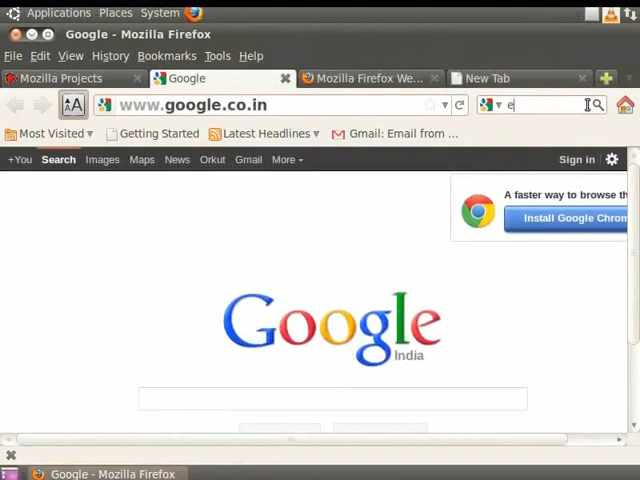 Applications Places System
Google - Mozilla Firefox
File Edit View History Bookmarks Tools Help
Mozilla Projects Google Mozilla Firefox We... New Tab
AA www.google.co.in e
Most Visited Getting Started Latest Headlines Gmail: Email from ...
+You Search Images Maps News Orkut Gmail More Sign in
A faster way to browse th
Install Google Chrom
Google
India
Google - Mozilla Firefox